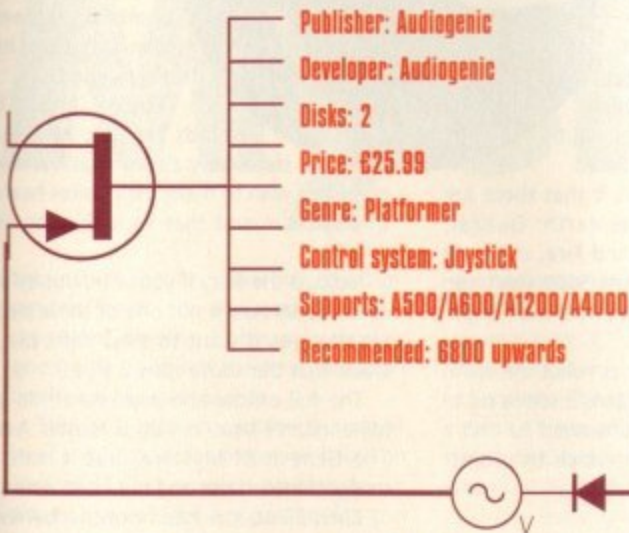 Publisher: Audiogenic
Developer: Audiogenic
Disks: 2
Price: £25.99
Genre: Platformer
Control system: Joystick
Supports: A500/A600/A1200/A4000
Recommended: 6800 upwards
V